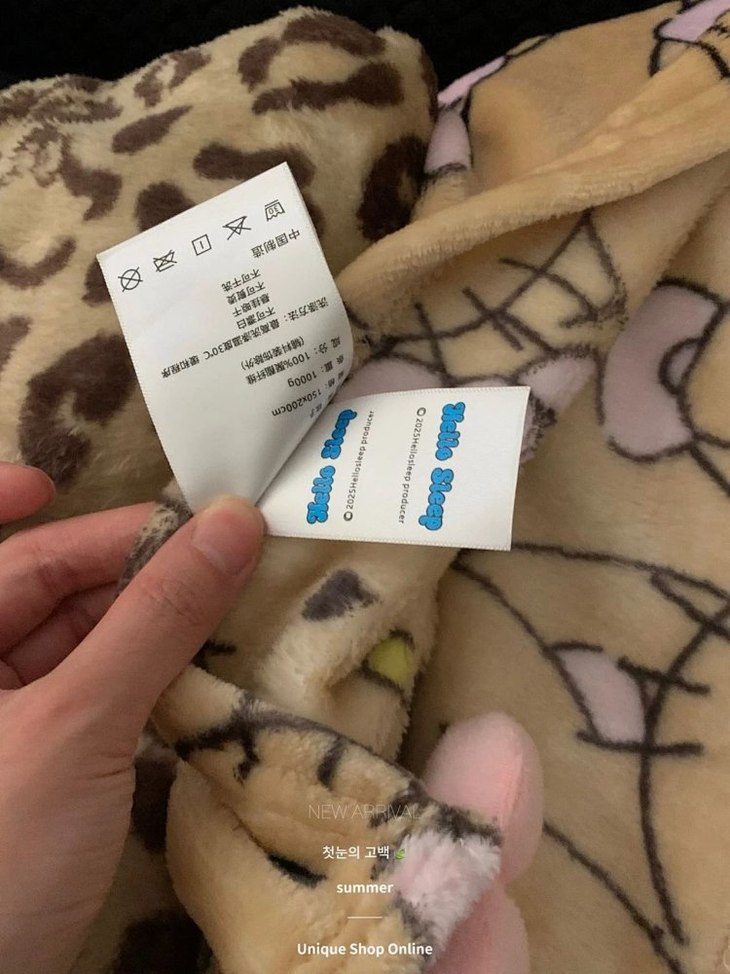 格：150x200cm
重：1000g
成 分：100%聚酯纤维
(辅料装饰除外)
洗涤方法：最高洗涤温度30℃ 缓和程序
不可漂白
悬挂晾干
不可熨烫
不可干洗
中国制造
30
Hello Sleep
©2025Hellosleep producer
Hello Sleep
©2025Hellosleep producer
NEW ARRIVAL
첫눈의 고백
summer
Unique Shop Online